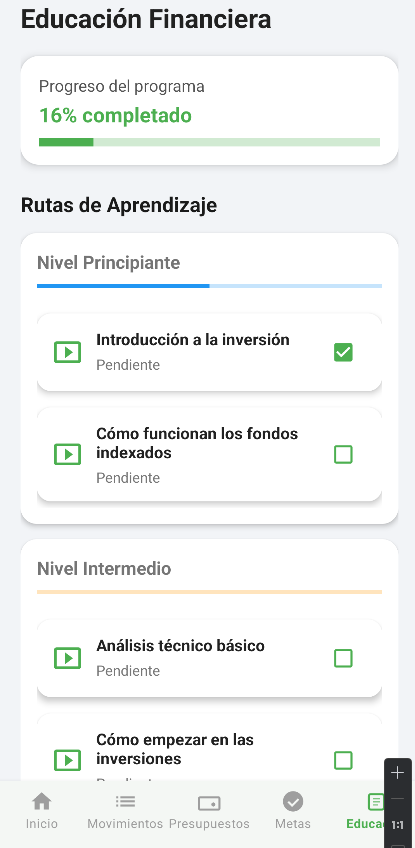 Educación Financiera
Progreso del programa
16% completado
Rutas de Aprendizaje
Nivel Principiante
Introducción a la inversión
Pendiente
Cómo funcionan los fondos
indexados
Pendiente
Nivel Intermedio
Análisis técnico básico
Pendiente
Cómo empezar en las
inversiones
Inicio
Movimientos
Presupuestos
Metas
Educac
1:1